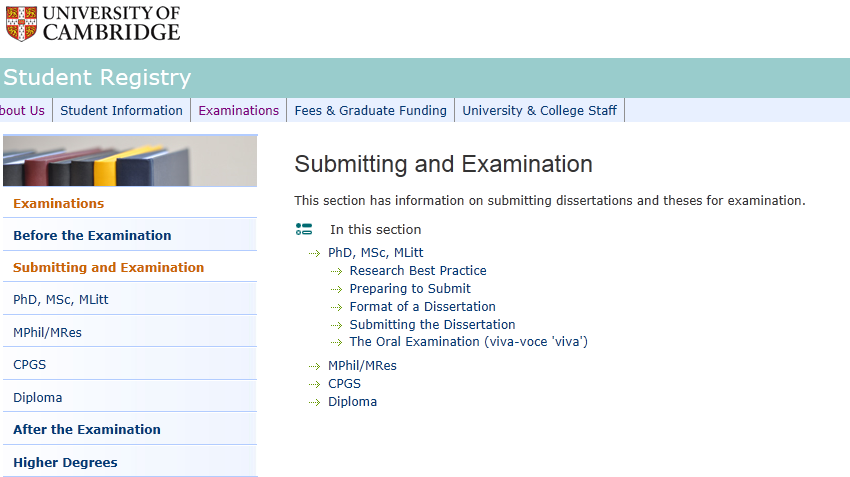 UNIVERSITY OF
CAMBRIDGE
Student Registry
bout Us
Student Information
Examinations
Fees & Graduate Funding
University & College Staff
Examinations
Before the Examination
Submitting and Examination
PhD, MSc, MLitt
MPhil/MRes
CPGS
Diploma
After the Examination
Higher Degrees
Submitting and Examination
This section has information on submitting dissertations and theses for examination.
In this section
PhD, MSc, MLitt
Research Best Practice
Preparing to Submit
Format of a Dissertation
Submitting the Dissertation
The Oral Examination (viva-voce 'viva')
MPhil/MRes
CPGS
Diploma